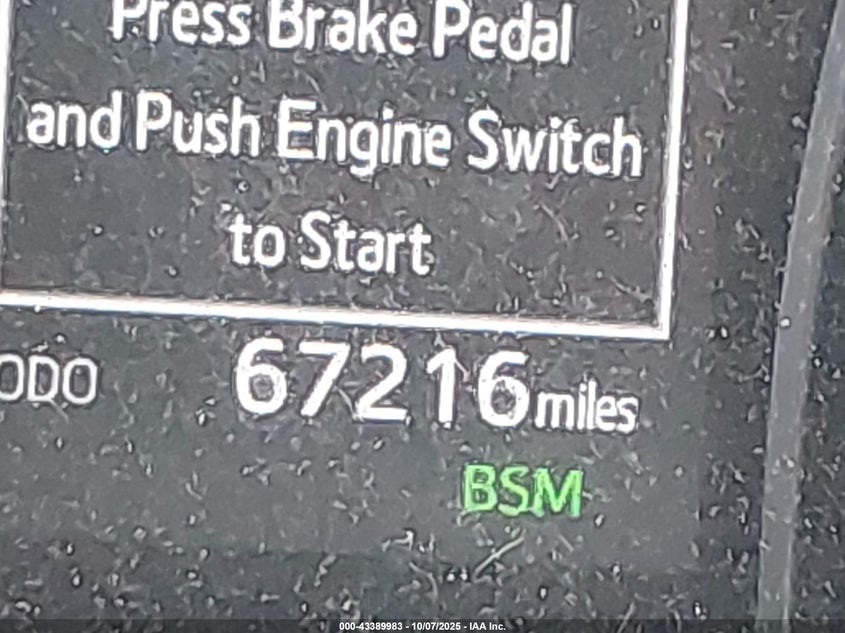 Press Brake Pedal
and Push Engine Switch
to Start
ODO 67216 miles
BSM
000-43389983 - 10/07/2025 - IAA Inc.